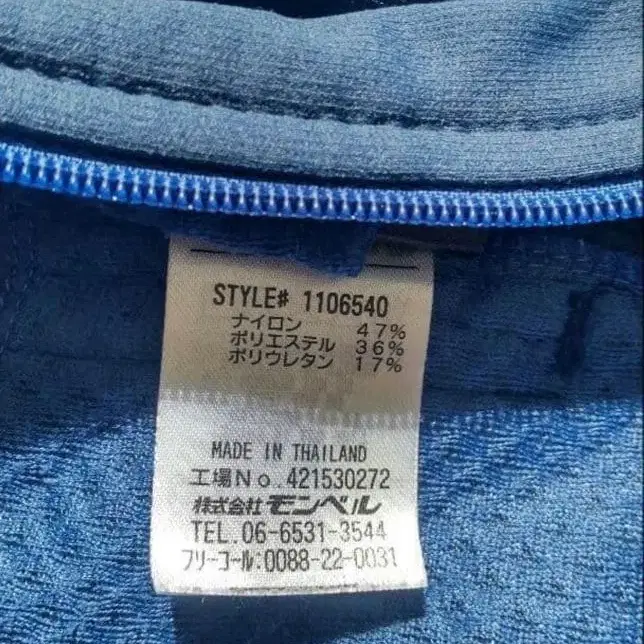 STYLE# 1106540
ナイロン 47%
ポリエステル 36%
ポリウレタン 17%
MADE IN THAILAND
工場No.421530272
株式会社モンベル
TEL.06-6531-3544
フリーコール:0088-22-0031